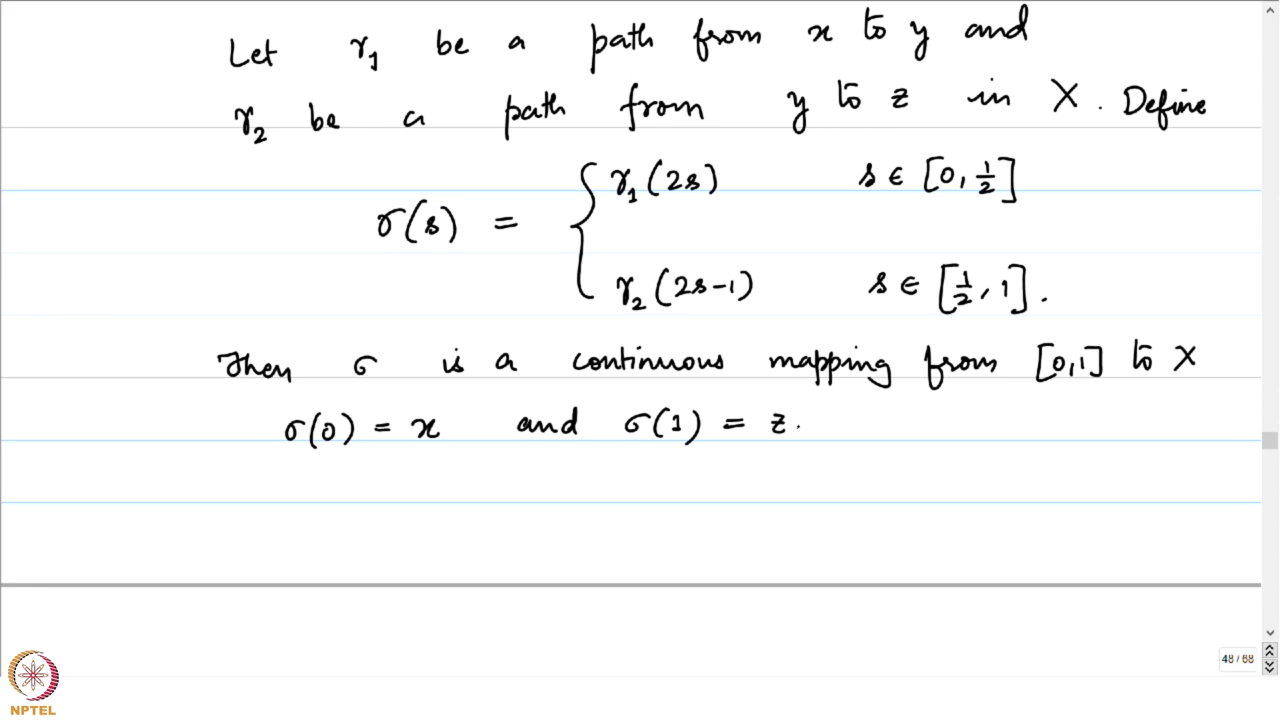 Let γ₁ be a path from x to y and
γ₂ be a path from y to z in X. Define
σ(s) = { γ₁(2s) s ∈ [0, 1/2]
γ₂(2s-1) s ∈ [1/2, 1].
Then σ is a continuous mapping from [0,1] to X
σ(0) = x and σ(1) = z.
48 / 68
NPTEL